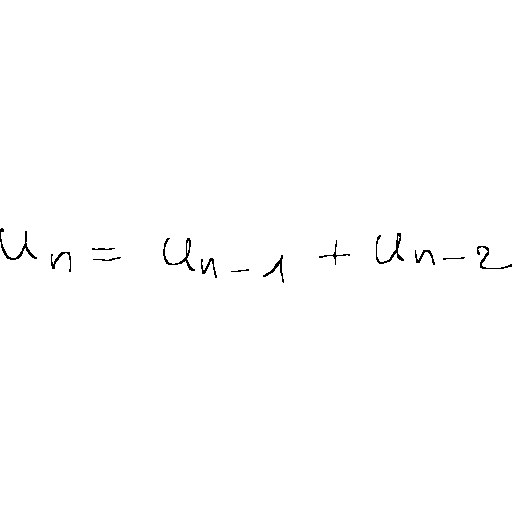 u_n = u_{n-1} + u_{n-2}